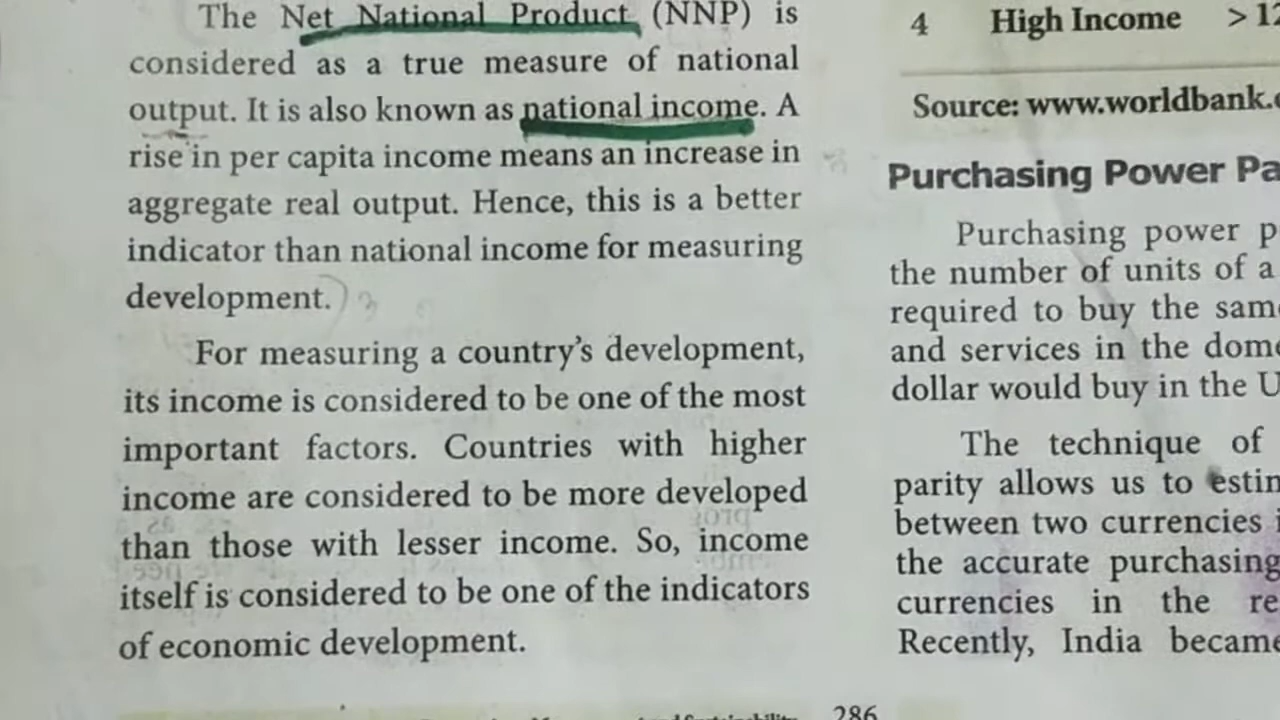 The Net National Product (NNP) is
considered as a true measure of national
output. It is also known as national income. A
rise in per capita income means an increase in
aggregate real output. Hence, this is a better
indicator than national income for measuring
development.
For measuring a country's development,
its income is considered to be one of the most
important factors. Countries with higher
income are considered to be more developed
than those with lesser income. So, income
itself is considered to be one of the indicators
of economic development.
4 High Income > 12
Source: www.worldbank.
Purchasing Power Pa
Purchasing power p
the number of units of a
required to buy the sam
and services in the dome
dollar would buy in the U
The technique of
parity allows us to estim
between two currencies
the accurate purchasing
currencies in the re
Recently, India became
286